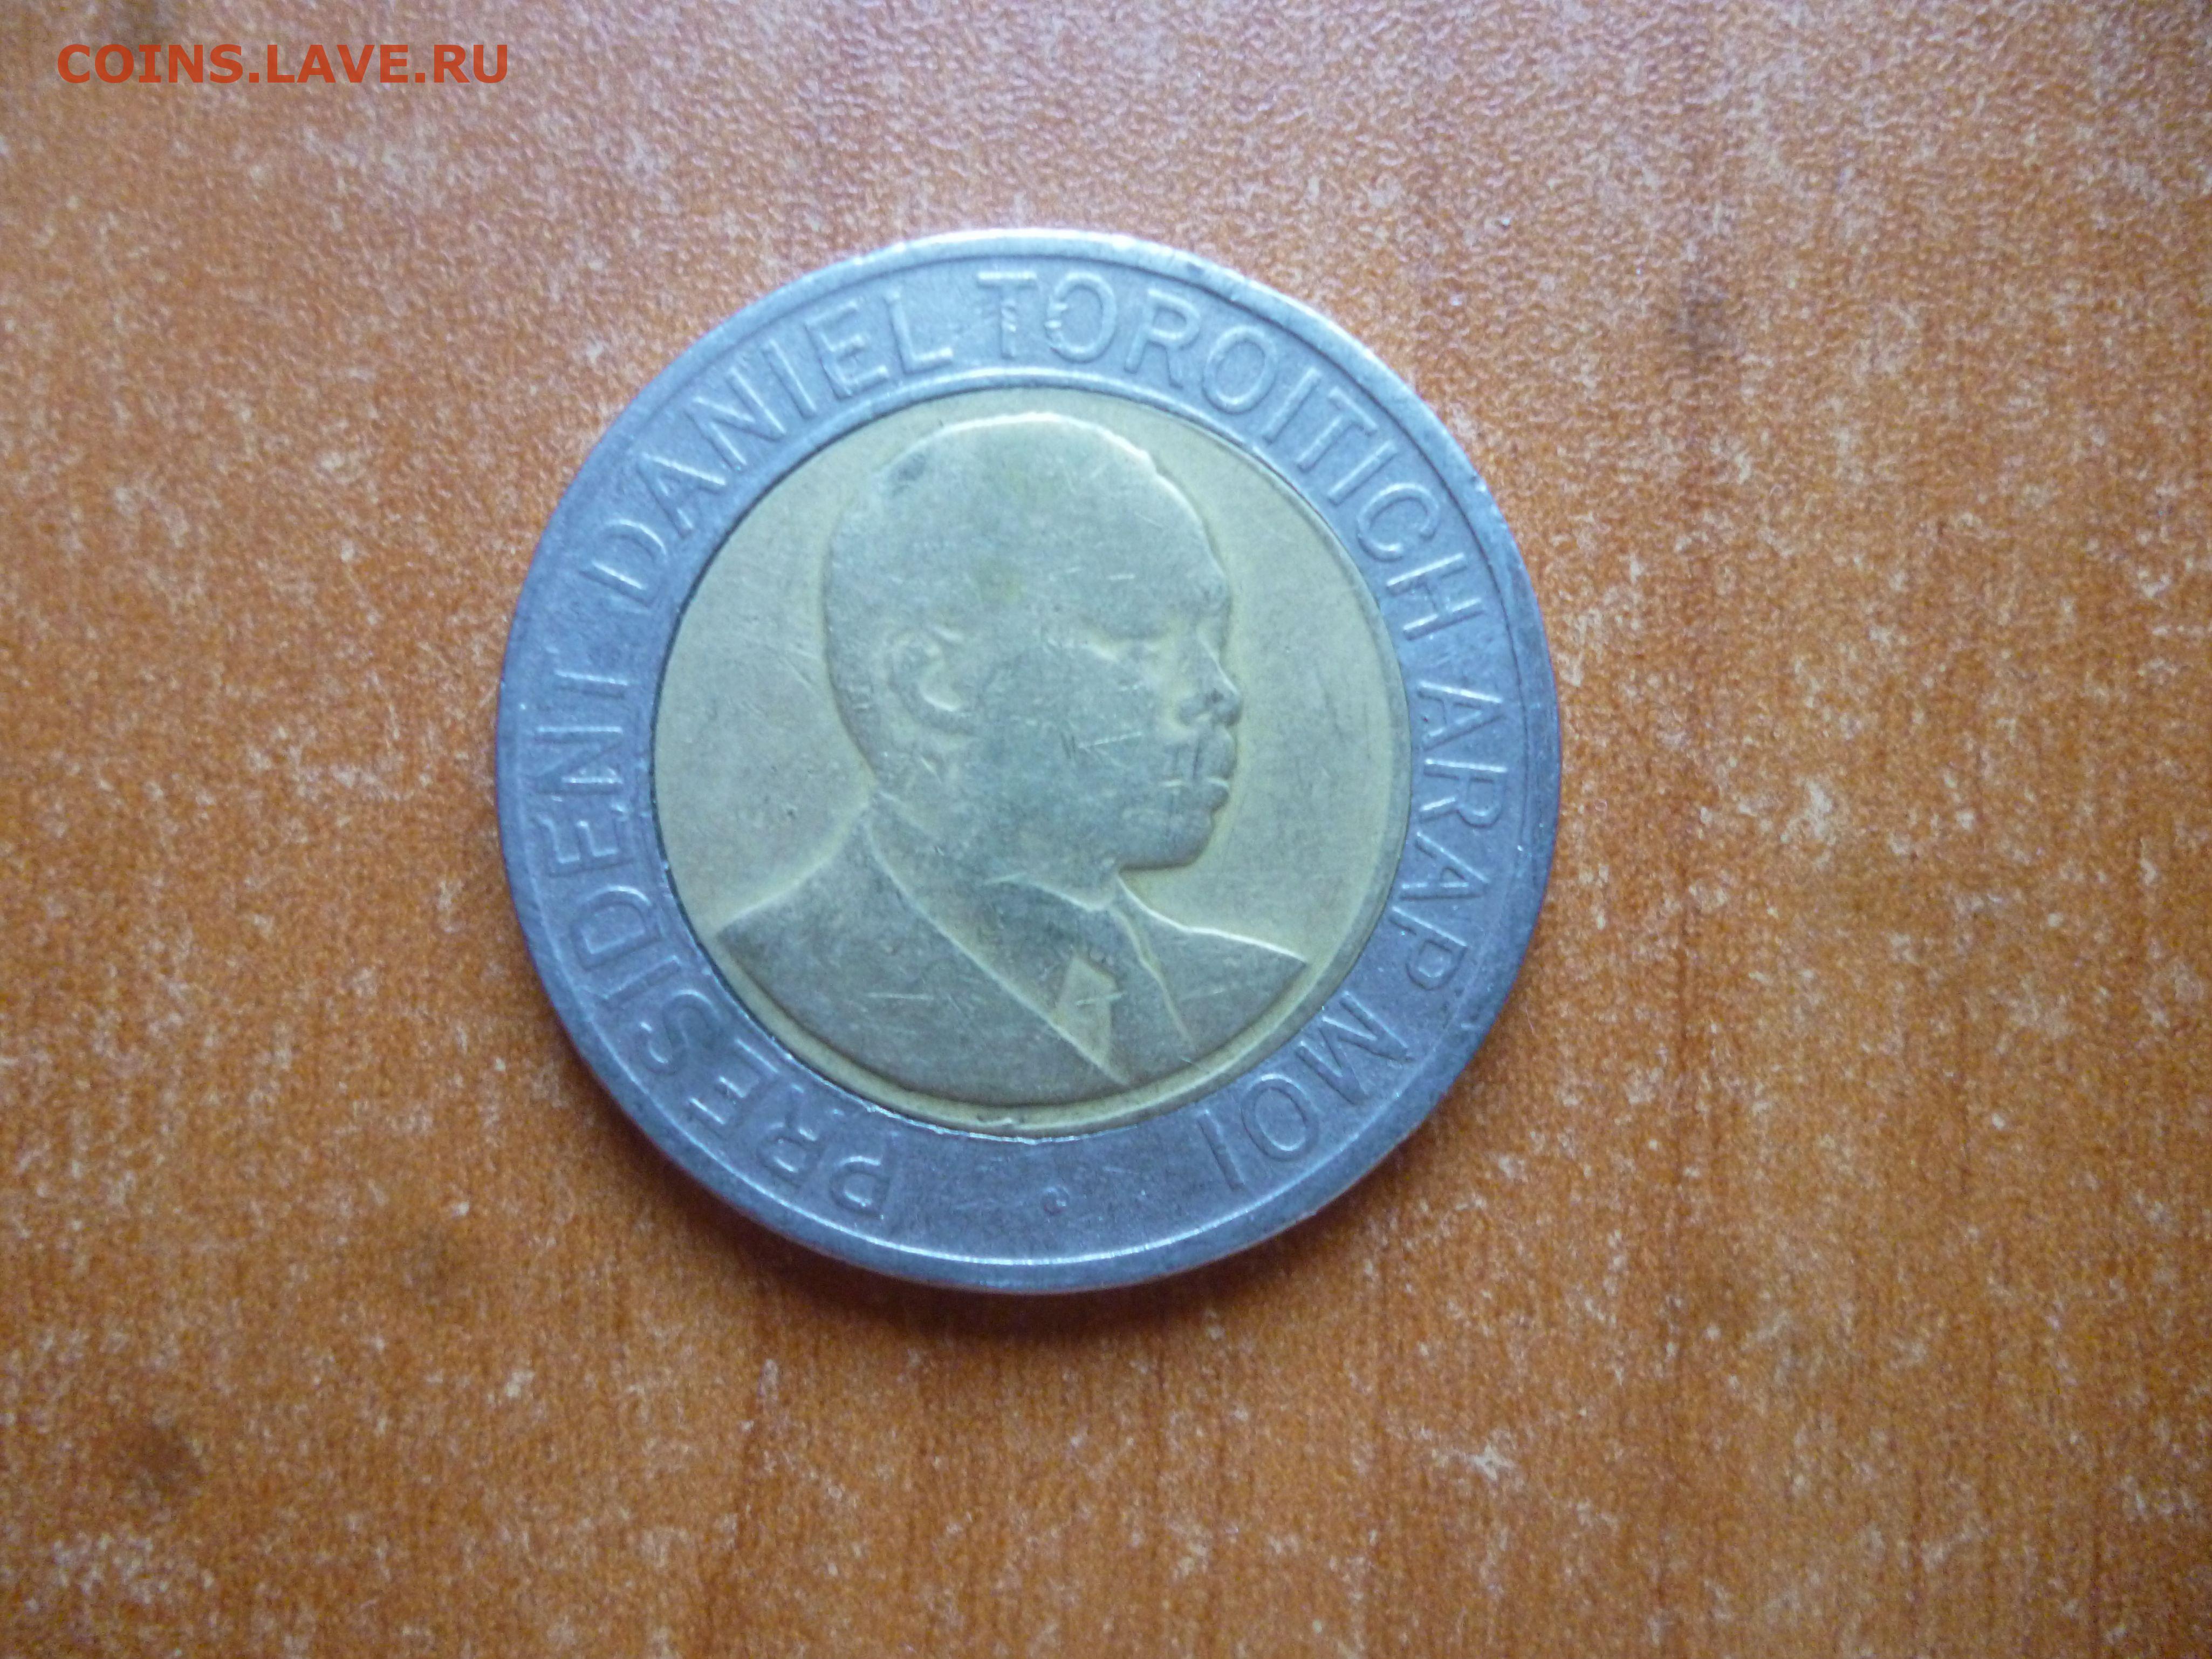 COINS.LAVE.RU
PRESIDENT DANIEL TOROITICH ARAP MOI